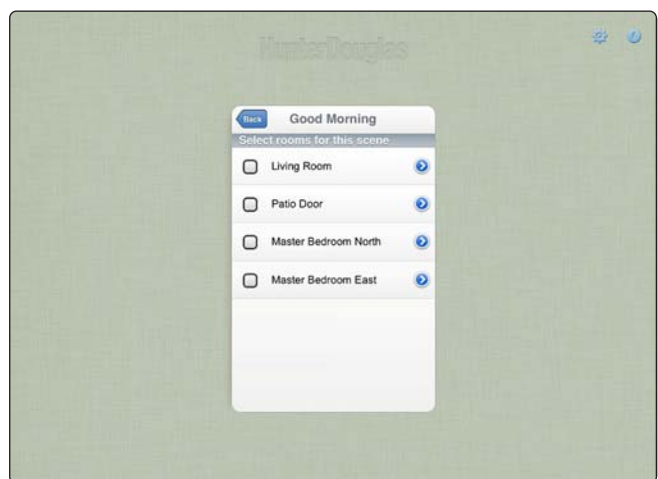 HunterDouglas
Back
Good Morning
Select rooms for this scene
Living Room
Patio Door
Master Bedroom North
Master Bedroom East